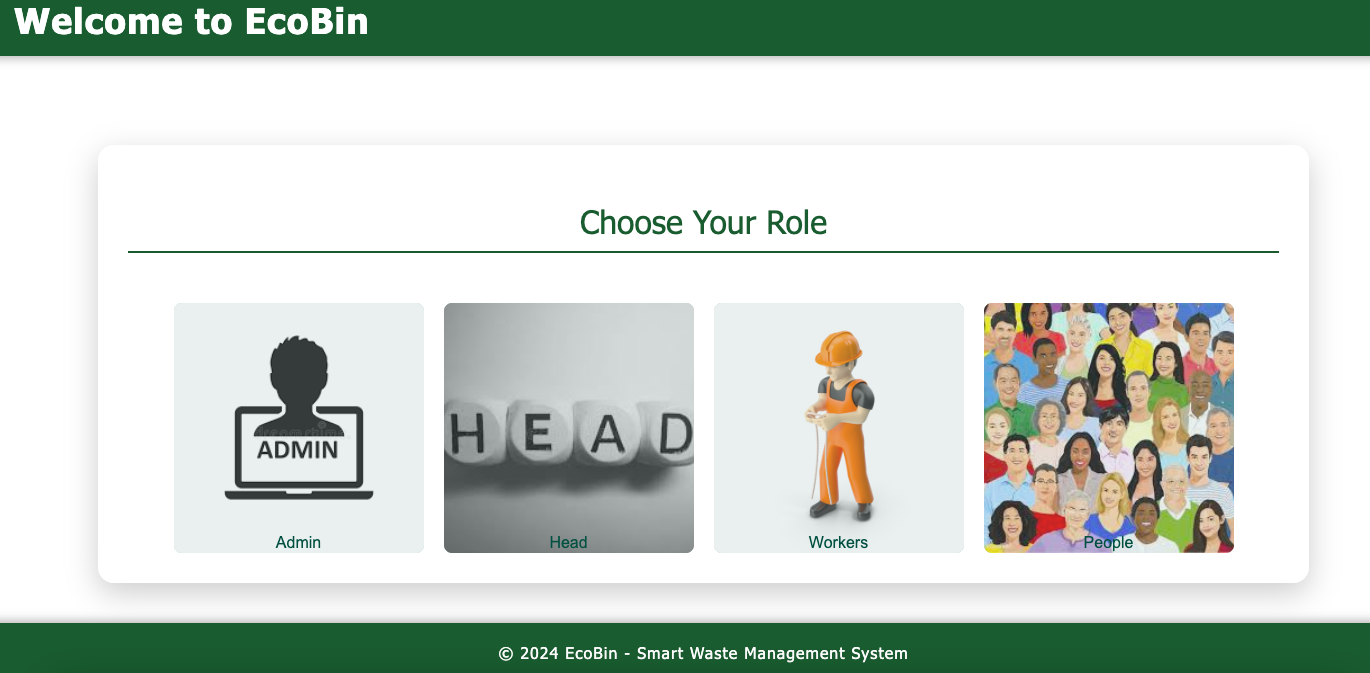 Welcome to EcoBin
Choose Your Role
ADMIN
HEAD
Admin
Head
Workers
People
© 2024 EcoBin - Smart Waste Management System